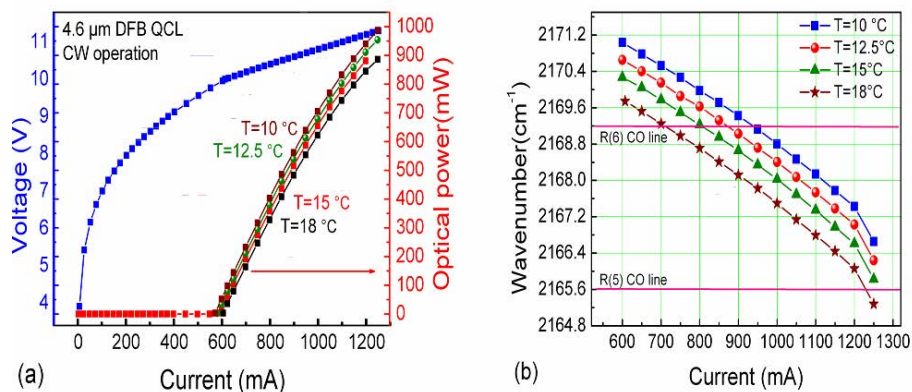 4.6 µm DFB QCL
CW operation
T=10 °C
T=12.5°C
T=15°C
T=18 °C
Voltage (V)
11
10
9
8
7
6
5
4
Optical power(mW)
1000
900
800
700
600
500
400
300
200
100
0
0 200 400 600 800 1000 1200
Current (mA)
(a)
T=10 °C
T=12.5°C
T=15°C
T=18°C
Wavenumber(cm⁻¹)
2171.2
2170.4
2169.6
2168.8
2168.0
2167.2
2166.4
2165.6
2164.8
R(6) CO line
R(5) CO line
500 600 700 800 900 1000 1100 1200 1300
Current (mA)
(b)